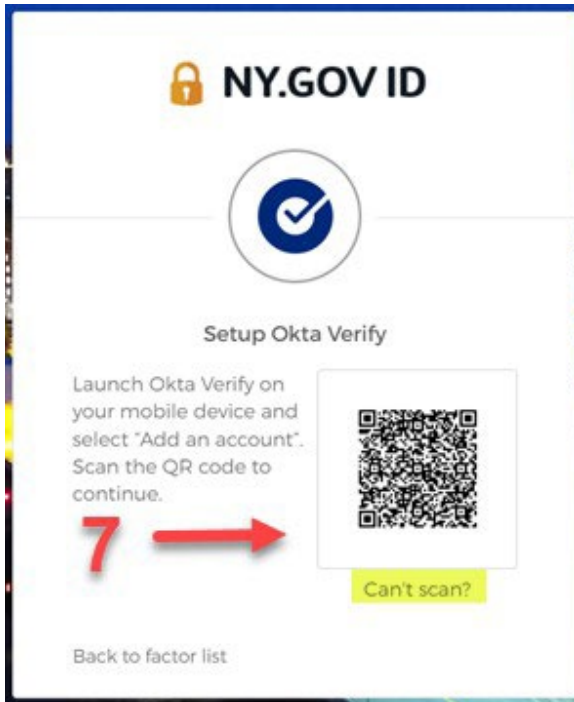 NY.GOV ID
Setup Okta Verify
Launch Okta Verify on
your mobile device and
select "Add an account".
Scan the QR code to
continue.
7
Can't scan?
Back to factor list